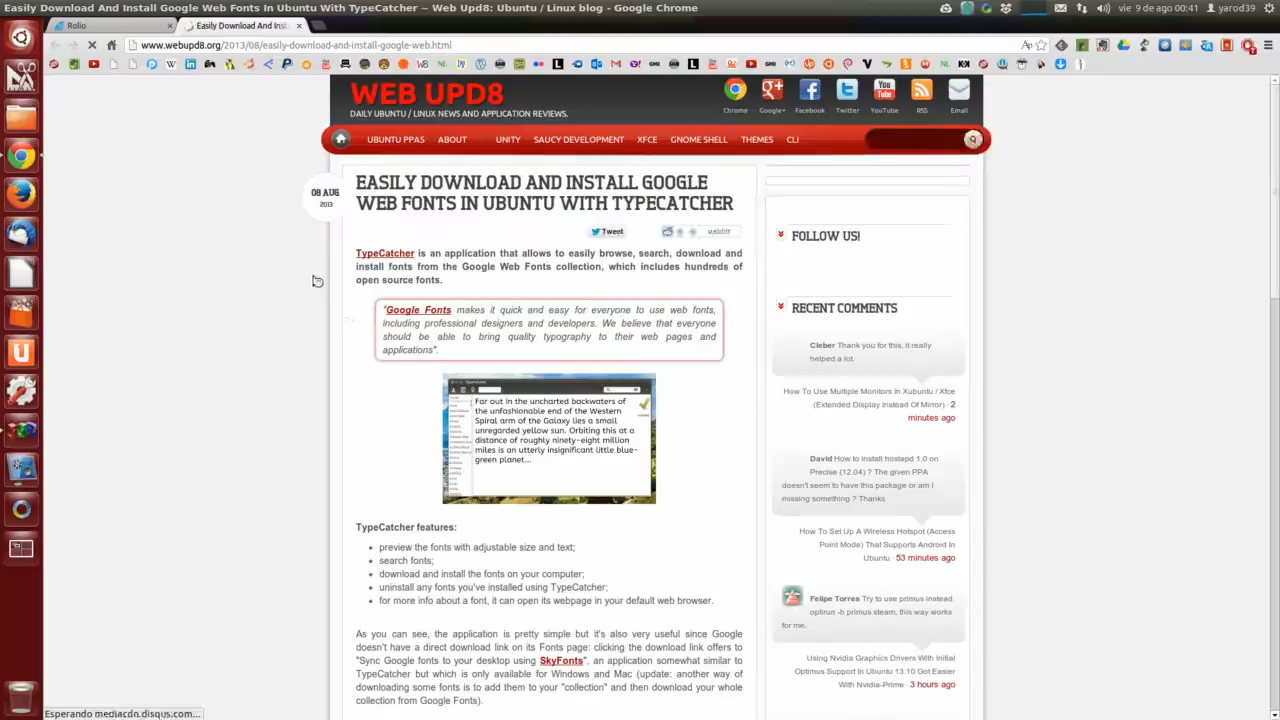 Easily Download And Install Google Web Fonts In Ubuntu With TypeCatcher ~ Web Upd8: Ubuntu / Linux blog - Google Chrome
vie 9 de ago 00:41
yarod39
Rolio
Easily Download And Inst
www.webupd8.org/2013/08/easily-download-and-install-google-web.html
WEB UPD8
DAILY UBUNTU / LINUX NEWS AND APPLICATION REVIEWS.
Chrome Google+ Facebook Twitter YouTube RSS Email
UBUNTU PPAS ABOUT UNITY SAUCY DEVELOPMENT XFCE GNOME SHELL THEMES CLI
08 AUG
2013
EASILY DOWNLOAD AND INSTALL GOOGLE
WEB FONTS IN UBUNTU WITH TYPECATCHER
Tweet
reddit
TypeCatcher is an application that allows to easily browse, search, download and
install fonts from the Google Web Fonts collection, which includes hundreds of
open source fonts.
"Google Fonts makes it quick and easy for everyone to use web fonts,
including professional designers and developers. We believe that everyone
should be able to bring quality typography to their web pages and
applications".
Far out in the uncharted backwaters of
the unfashionable end of the Western
Spiral arm of the Galaxy lies a small
unregarded yellow sun. Orbiting this at a
distance of roughly ninety-eight million
miles is an utterly insignificant little blue-
green planet...
TypeCatcher features:
preview the fonts with adjustable size and text;
search fonts;
download and install the fonts on your computer;
uninstall any fonts you've installed using TypeCatcher;
for more info about a font, it can open its webpage in your default web browser.
As you can see, the application is pretty simple but it's also very useful since Google
doesn't have a direct download link on its Fonts page: clicking the download link offers to
"Sync Google fonts to your desktop using SkyFonts", an application somewhat similar to
TypeCatcher but which is only available for Windows and Mac (update: another way of
downloading some fonts is to add them to your "collection" and then download your whole
collection from Google Fonts).
FOLLOW US!
RECENT COMMENTS
Cleber Thank you for this, it really
helped a lot.
How To Use Multiple Monitors In Xubuntu / Xfce
(Extended Display Instead Of Mirror) · 2
minutes ago
David How to install hostapd 1.0 on
Precise (12.04) ? The given PPA
doesn't seem to have this package or am I
missing something ? Thanks
How To Set Up A Wireless Hotspot (Access
Point Mode) That Supports Android In
Ubuntu · 53 minutes ago
Felipe Torres Try to use primus instead.
optirun -b primus steam, this way works
for me.
Using Nvidia Graphics Drivers With Initial
Optimus Support In Ubuntu 13.10 Got Easier
With Nvidia-Prime · 3 hours ago
Esperando mediacdn.disqus.com...